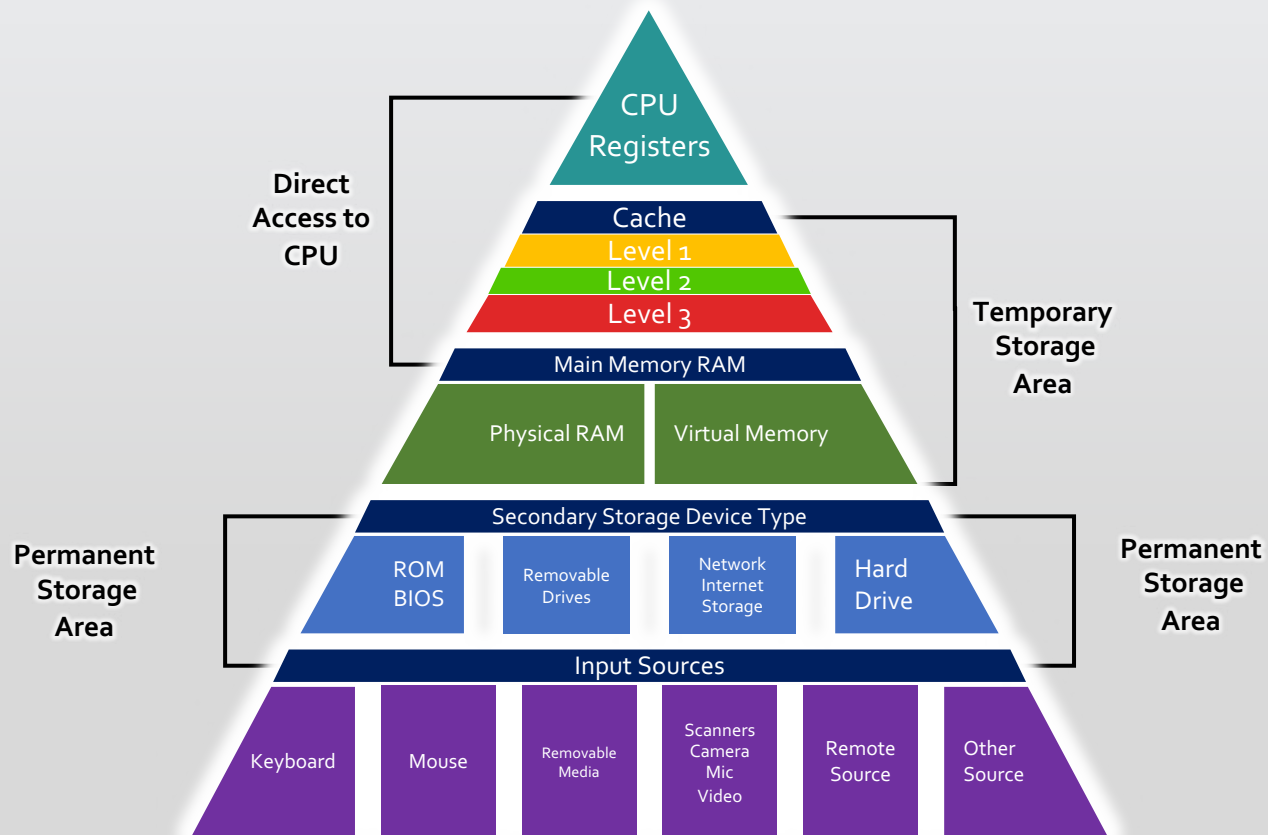 CPU
Registers
Direct
Access to
CPU
Cache
Level 1
Level 2
Level 3
Temporary
Storage
Area
Main Memory RAM
Physical RAM
Virtual Memory
Secondary Storage Device Type
Permanent
Storage
Area
ROM
BIOS
Removable
Drives
Network
Internet
Storage
Hard
Drive
Permanent
Storage
Area
Input Sources
Keyboard
Mouse
Removable
Media
Scanners
Camera
Mic
Video
Remote
Source
Other
Source